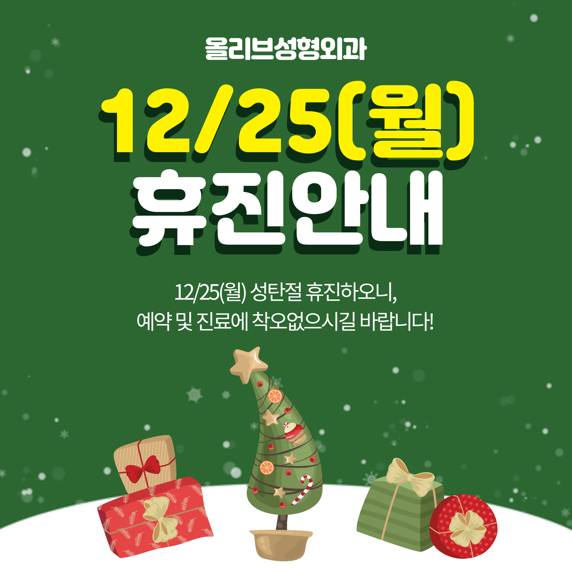 올리브성형외과
12/25(월)
휴진안내
12/25(월) 성탄절 휴진하오니,
예약 및 진료에 착오없으시길 바랍니다!